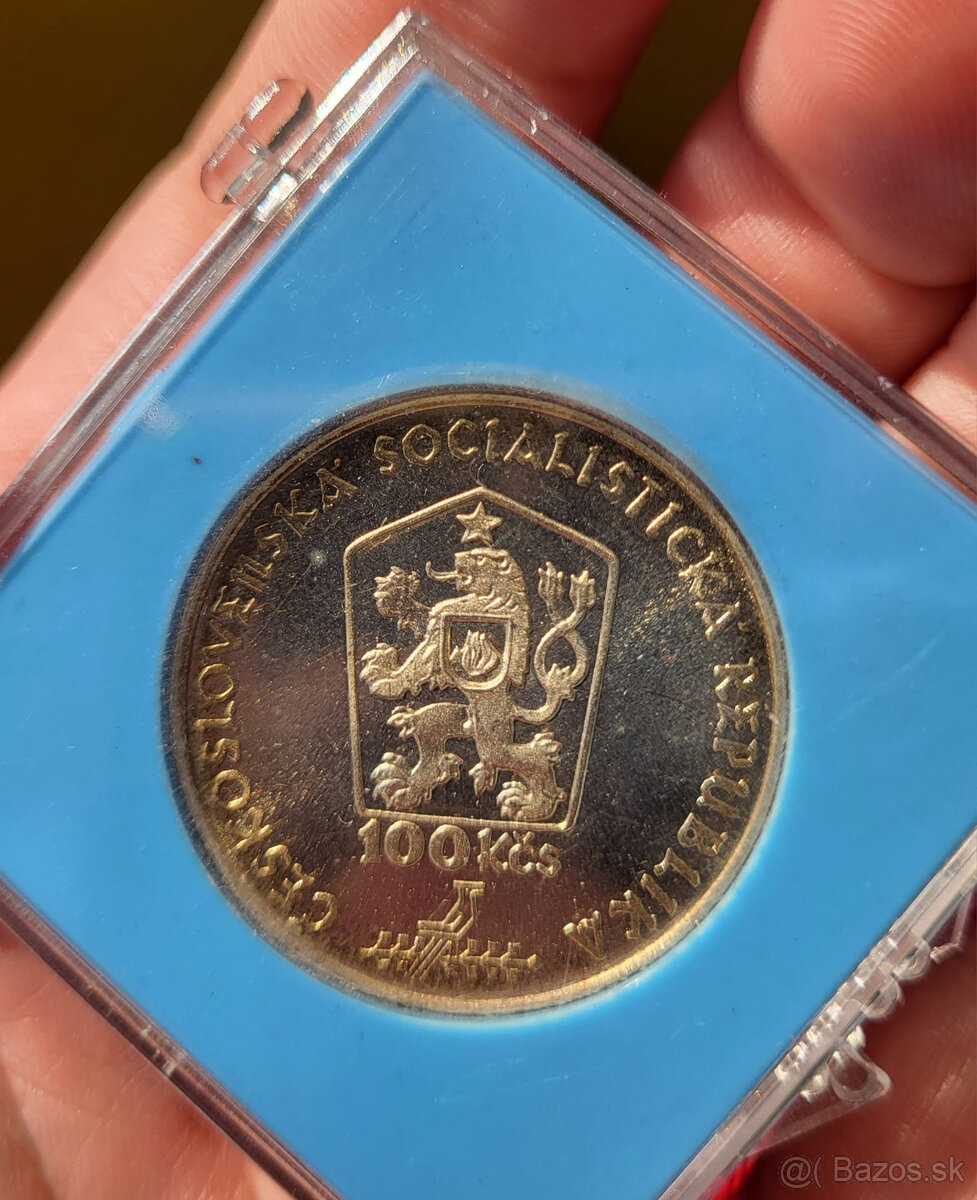 ČESKOSLOVENSKÁ · SOCIALISTICKÁ · REPUBLIKA
100 Kčs
@( Bazos.sk